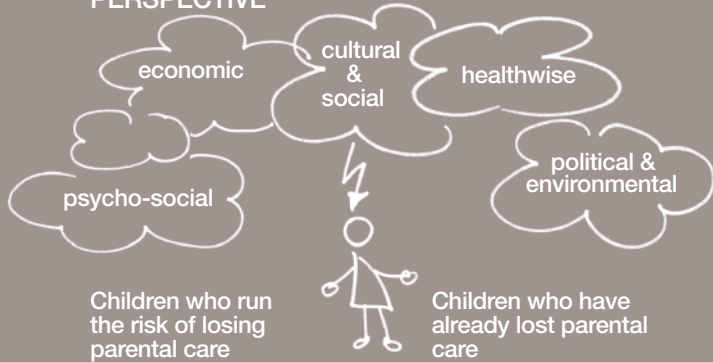 PERSPECTIVE
economic
cultural
&
social
healthwise
psycho-social
political &
environmental
Children who run
the risk of losing
parental care
Children who have
already lost parental
care